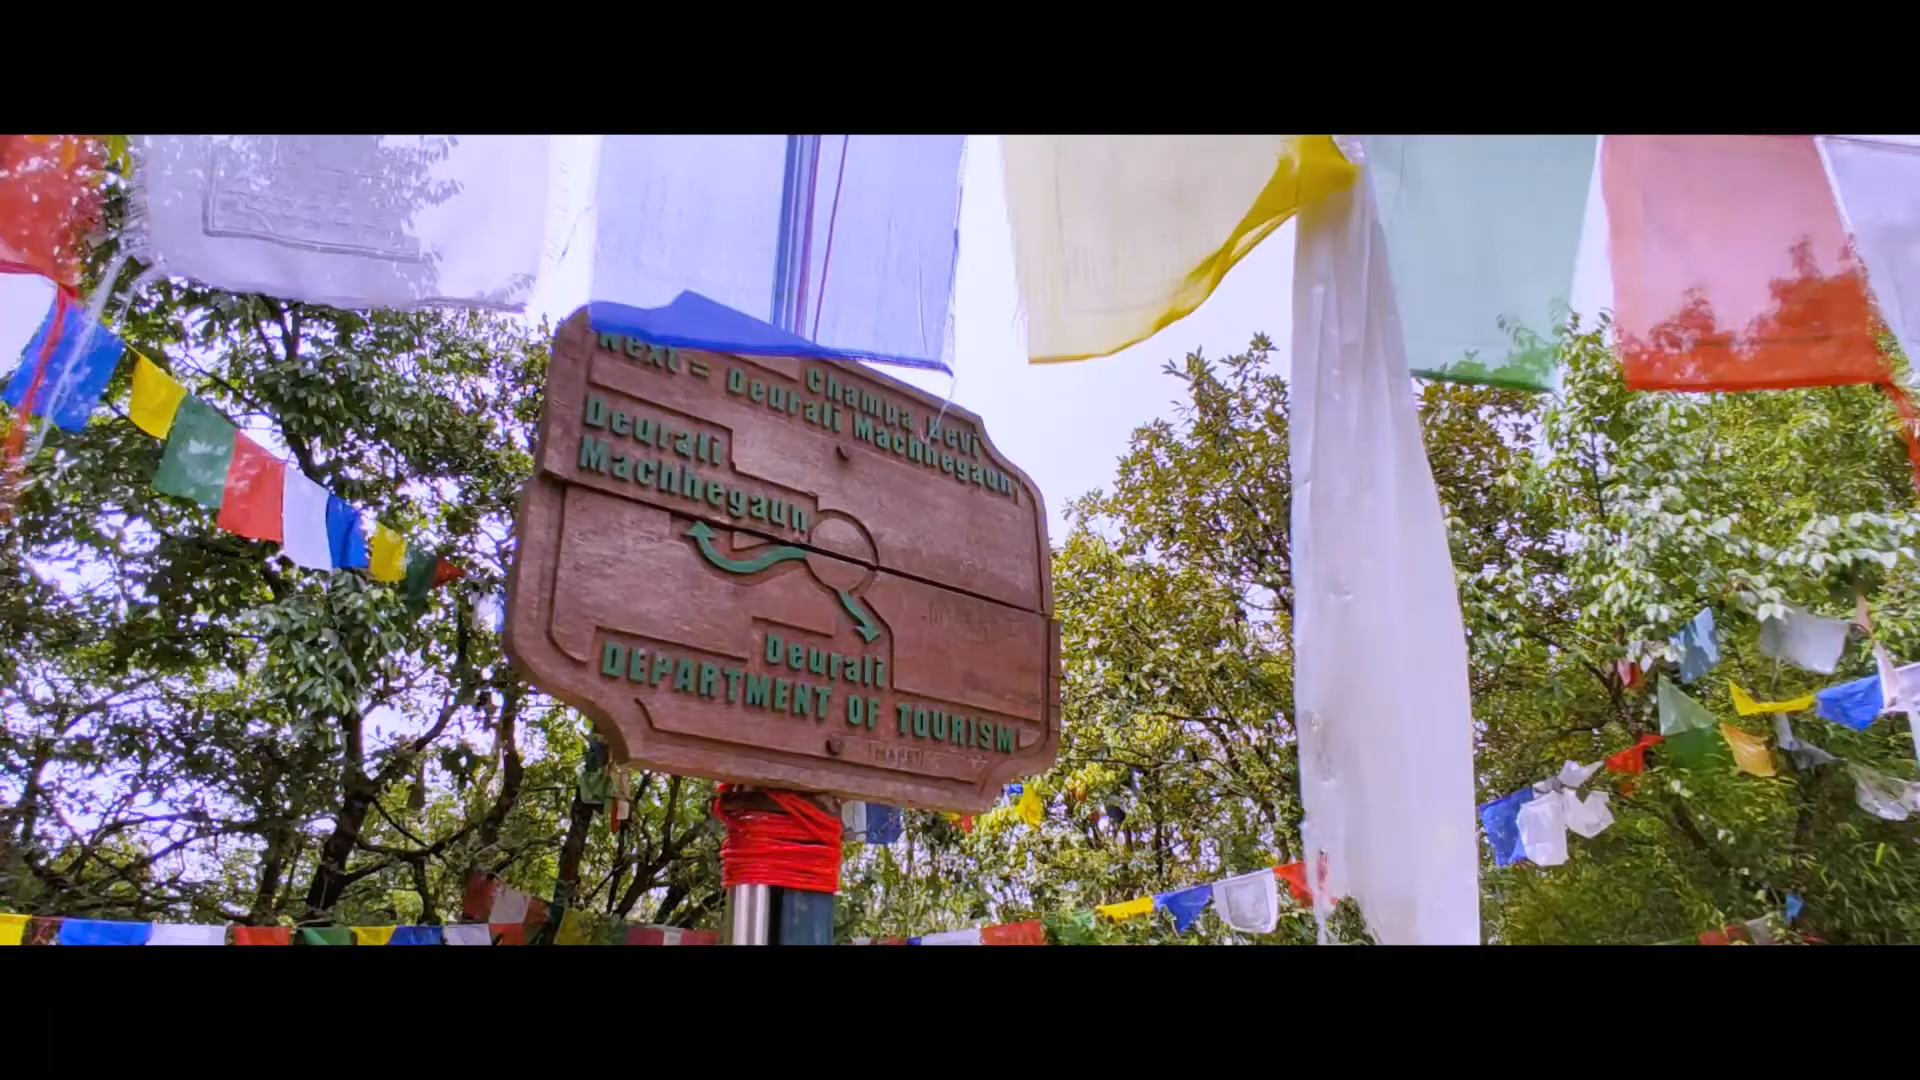 Champa Devi
Next = Deurali Machhegaun
Deurali
Machhegaun
Deurali
DEPARTMENT OF TOURISM